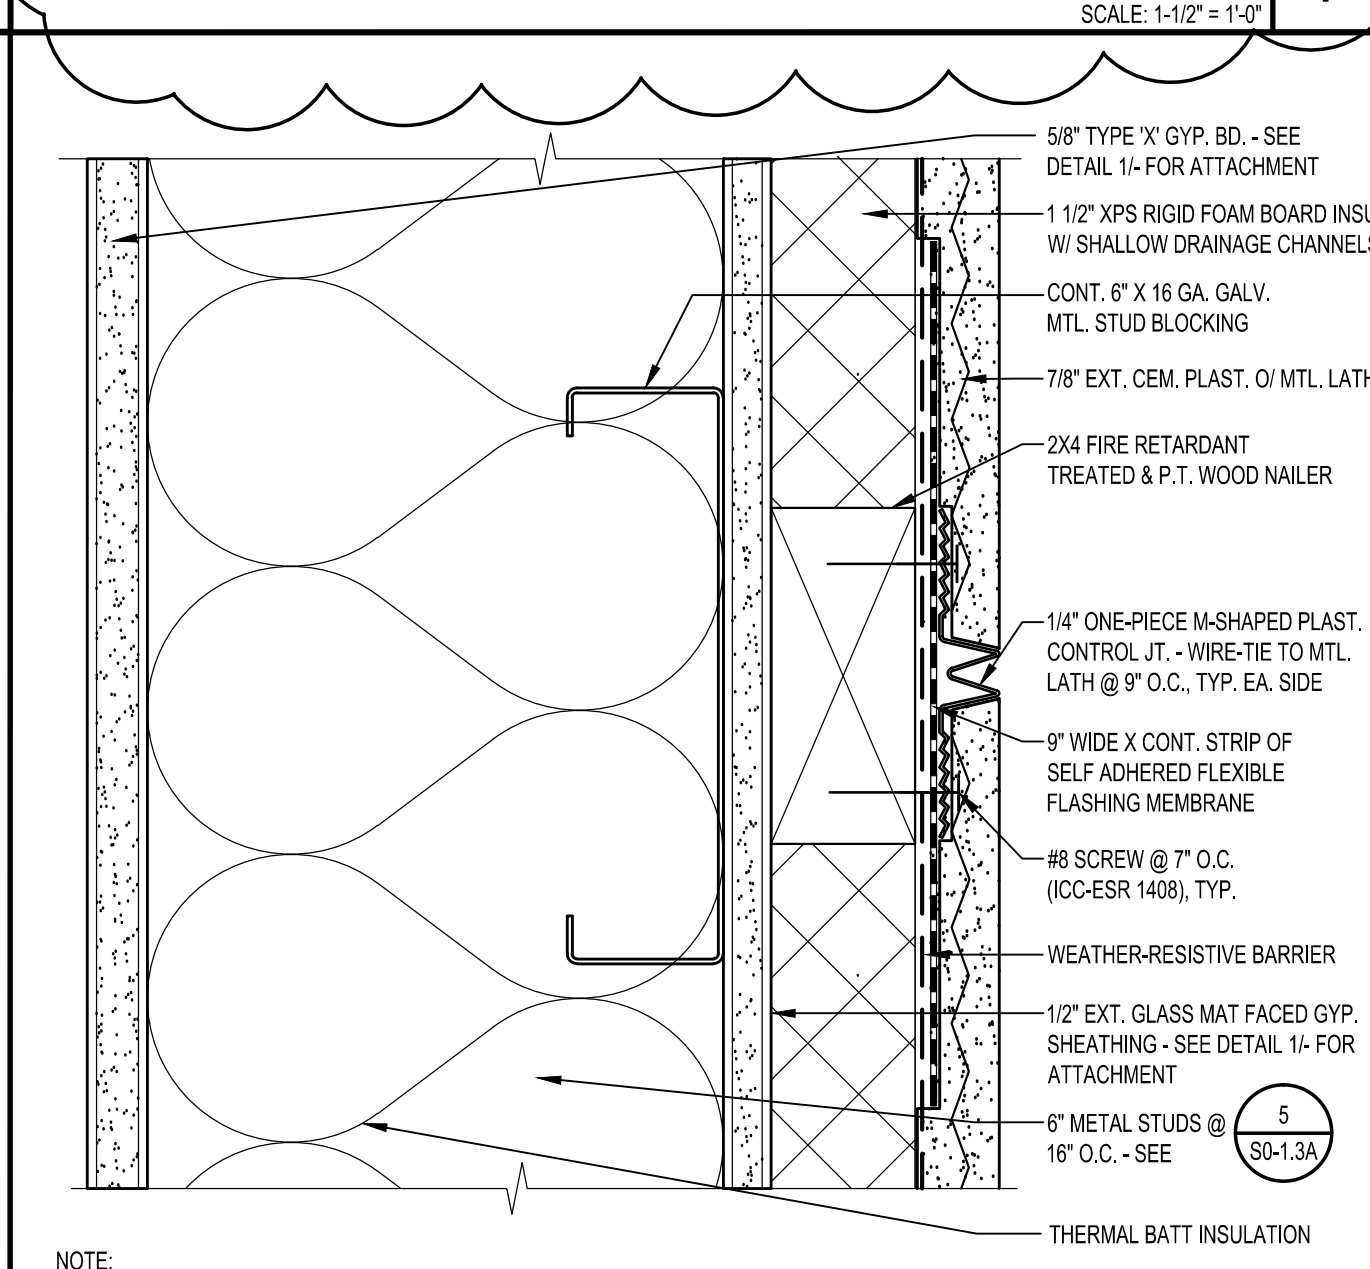 SCALE: 1-1/2" = 1'-0"
5/8" TYPE 'X' GYP. BD. - SEE
DETAIL 1/- FOR ATTACHMENT
1 1/2" XPS RIGID FOAM BOARD INSU
W/ SHALLOW DRAINAGE CHANNELS
CONT. 6" X 16 GA. GALV.
MTL. STUD BLOCKING
7/8" EXT. CEM. PLAST. O/ MTL. LATH
2X4 FIRE RETARDANT
TREATED & P.T. WOOD NAILER
1/4" ONE-PIECE M-SHAPED PLAST.
CONTROL JT. - WIRE-TIE TO MTL.
LATH @ 9" O.C., TYP. EA. SIDE
9" WIDE X CONT. STRIP OF
SELF ADHERED FLEXIBLE
FLASHING MEMBRANE
#8 SCREW @ 7" O.C.
(ICC-ESR 1408), TYP.
WEATHER-RESISTIVE BARRIER
1/2" EXT. GLASS MAT FACED GYP.
SHEATHING - SEE DETAIL 1/- FOR
ATTACHMENT
6" METAL STUDS @
16" O.C. - SEE
5
S0-1.3A
THERMAL BATT INSULATION
NOTE: